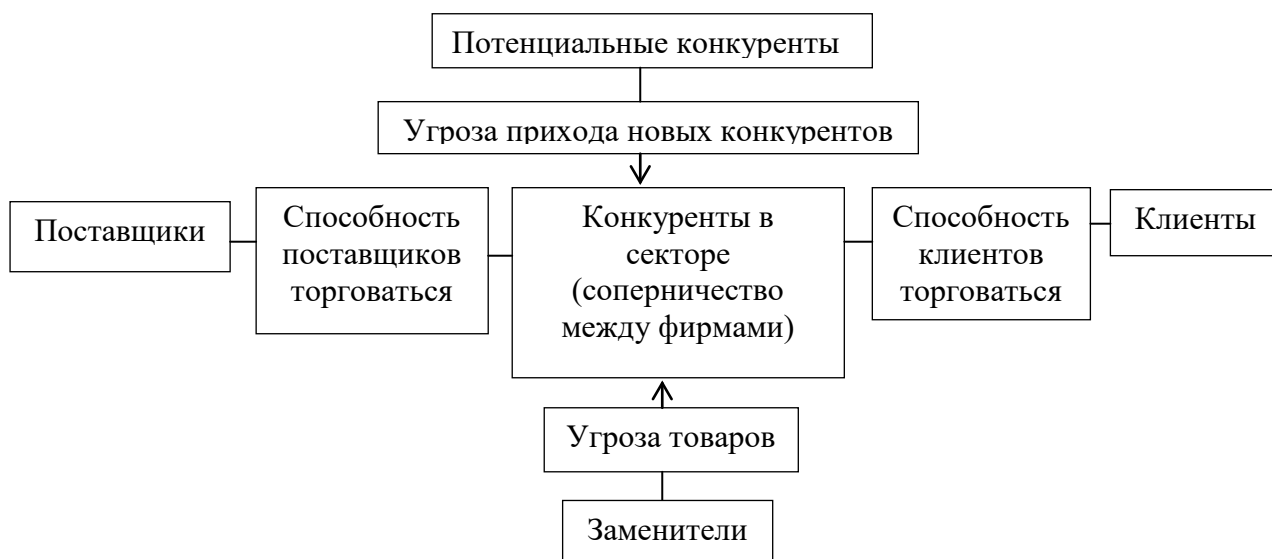 Потенциальные конкуренты
Угроза прихода новых конкурентов
Поставщики
Способность
поставщиков
торговаться
Конкуренты в
секторе
(соперничество
между фирмами)
Способность
клиентов
торговаться
Клиенты
Угроза товаров
Заменители